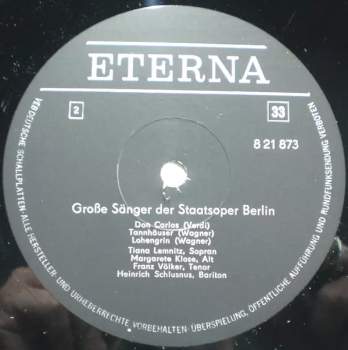 ETERNA
2
33
8 21 873
Große Sänger der Staatsoper Berlin
Don Carlos (Verdi)
Tannhäuser (Wagner)
Lohengrin (Wagner)
Tiana Lemnitz, Sopran
Margarete Klose, Alt
Franz Völker, Tenor
Heinrich Schlusnus, Bariton
VEB DEUTSCHE SCHALLPLATTEN · ALLE HERSTELLER- UND URHEBERRECHTE VORBEHALTEN · ÜBERSPIELUNG, ÖFFENTLICHE AUFFÜHRUNG UND RUNDFUNKSENDUNG VERBOTEN